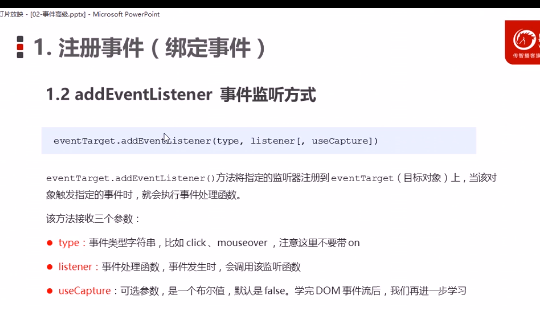 幻灯片放映 - [02-事件高级.pptx] - Microsoft PowerPoint
1. 注册事件（绑定事件）
传智播客旗
1.2 addEventListener 事件监听方式
eventTarget.addEventListener(type, listener[, useCapture])
eventTarget.addEventListener()方法将指定的监听器注册到 eventTarget（目标对象）上，当该对
象触发指定的事件时，就会执行事件处理函数。
该方法接收三个参数：
type：事件类型字符串，比如 click 、mouseover ，注意这里不要带 on
listener：事件处理函数，事件发生时，会调用该监听函数
useCapture：可选参数，是一个布尔值，默认是 false。学完 DOM 事件流后，我们再进一步学习